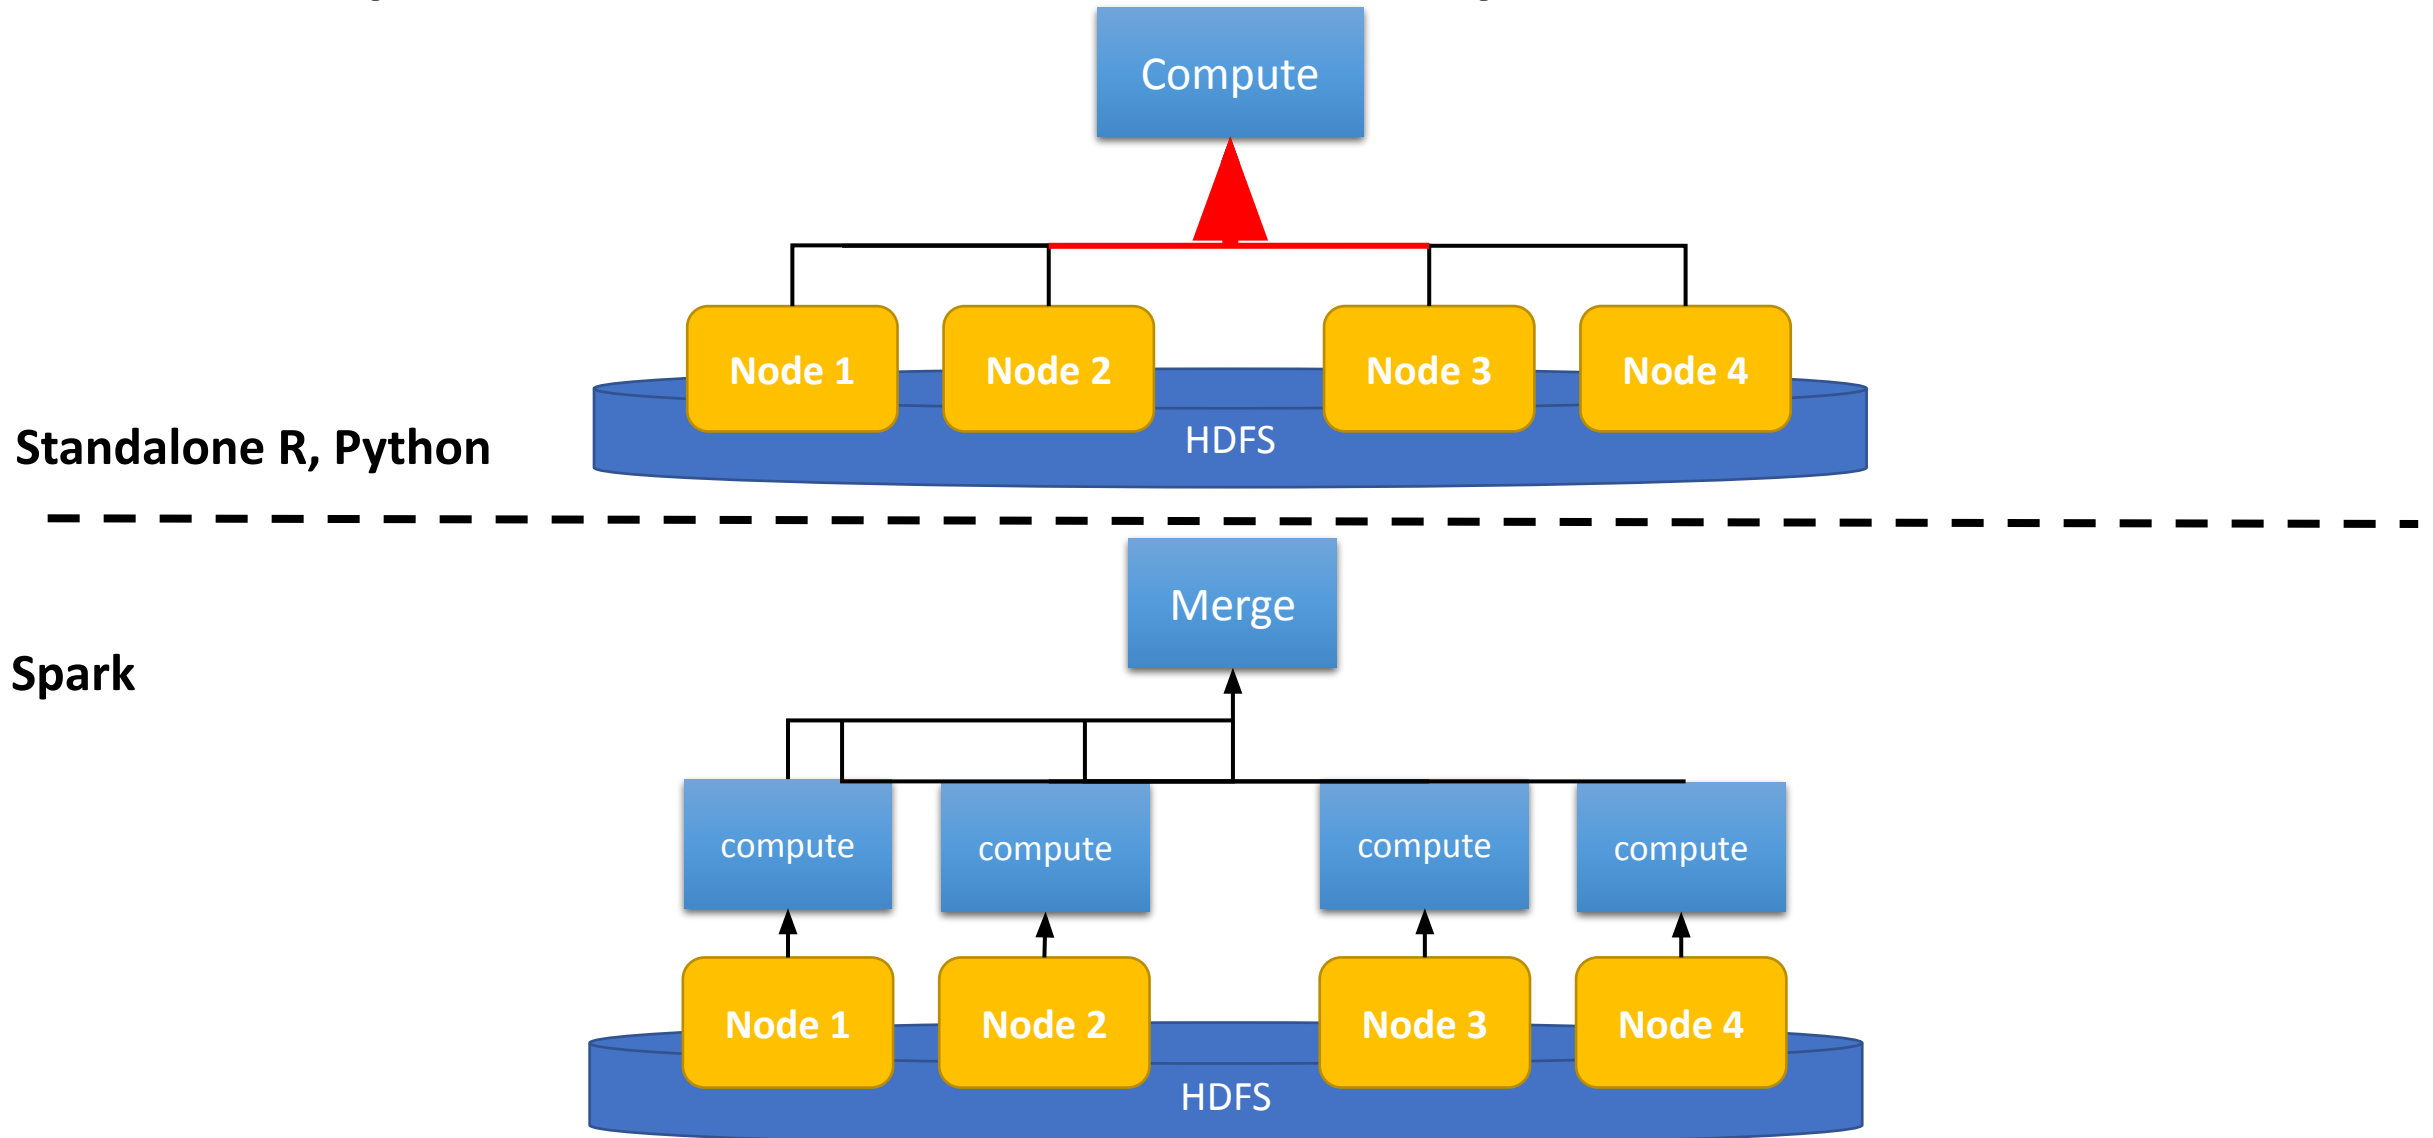 Compute
Node 1
Node 2
Node 3
Node 4
HDFS
Standalone R, Python
Merge
Spark
compute
compute
compute
compute
Node 1
Node 2
Node 3
Node 4
HDFS